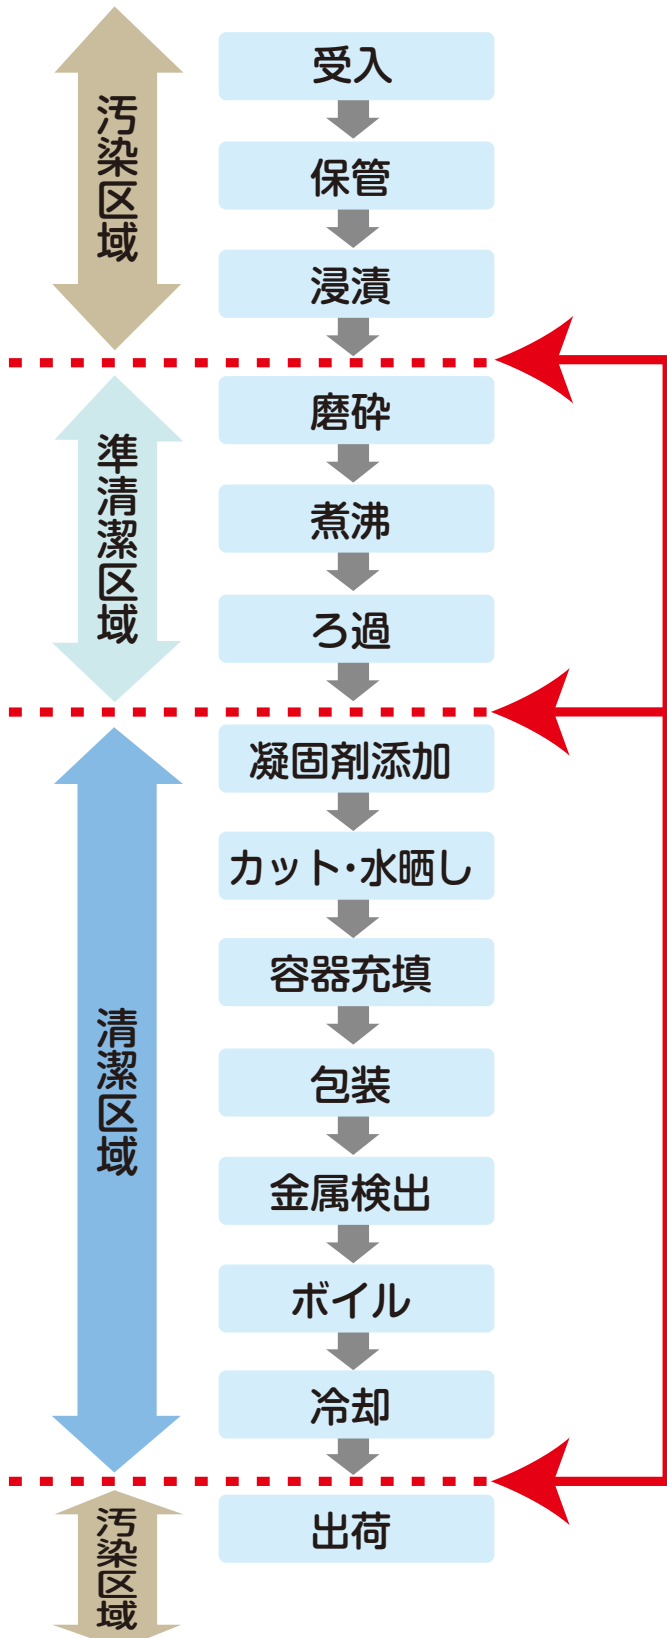 汚染区域
受入
保管
浸漬
準清潔区域
磨砕
煮沸
ろ過
清潔区域
凝固剤添加
カット・水晒し
容器充填
包装
金属検出
ボイル
冷却
汚染区域
出荷